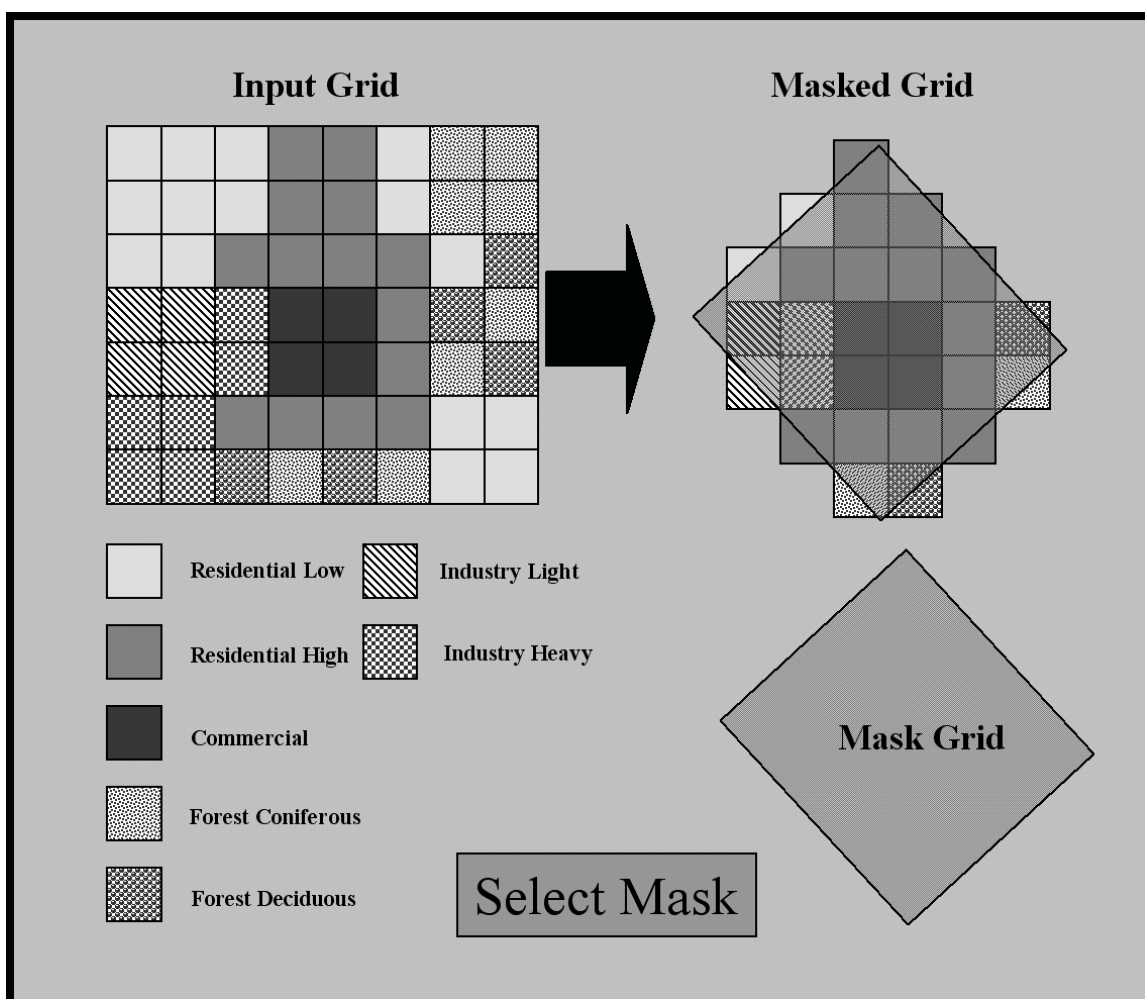 Input Grid
Masked Grid
Residential Low
Industry Light
Residential High
Industry Heavy
Commercial
Mask Grid
Forest Coniferous
Forest Deciduous
Select Mask